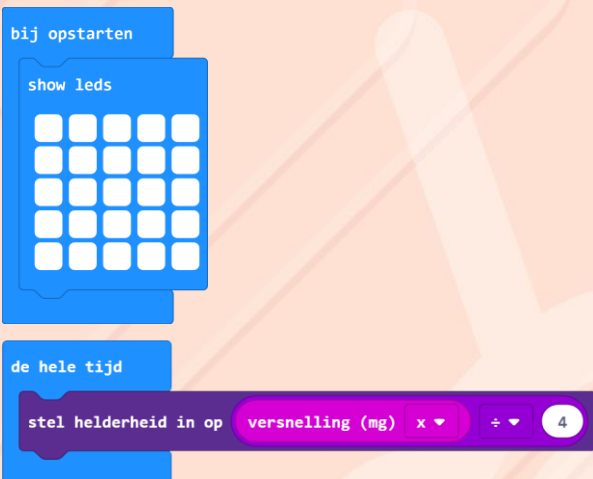 bij opstarten
show leds
de hele tijd
stel helderheid in op versnelling (mg) x ÷ 4